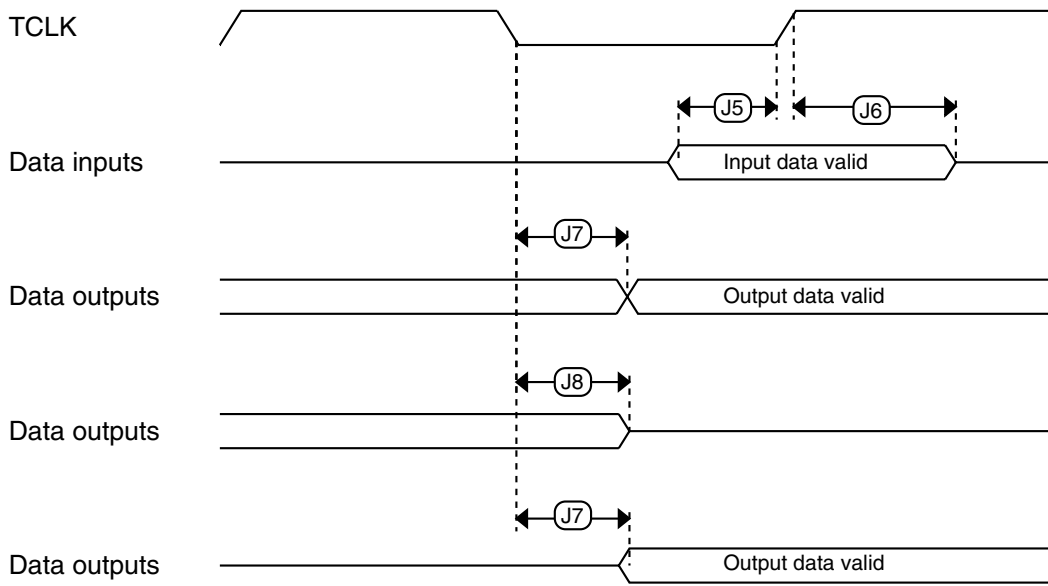 TCLK
J5
J6
Data inputs
Input data valid
J7
Data outputs
Output data valid
J8
Data outputs
J7
Data outputs
Output data valid